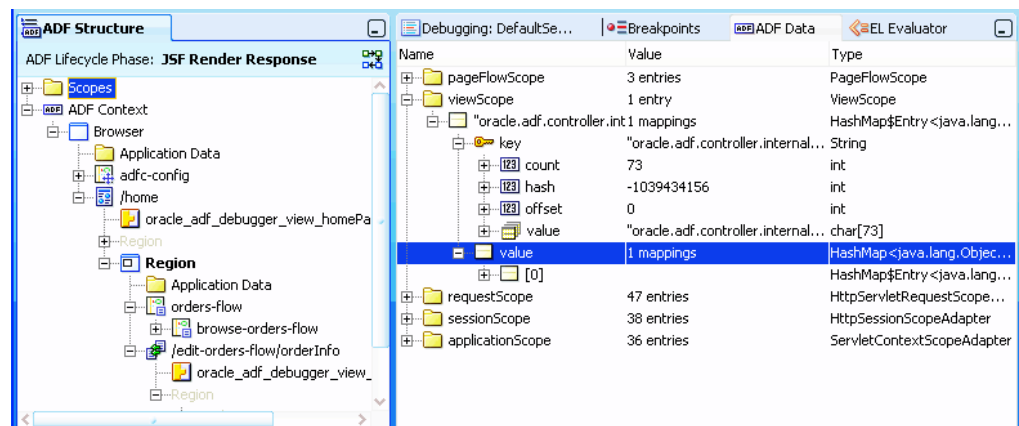 ADF Structure
ADF Lifecycle Phase: JSF Render Response
Scopes
ADF ADF Context
Browser
Application Data
adfc-config
/home
oracle_adf_debugger_view_homePa
Region
Region
Application Data
orders-flow
browse-orders-flow
/edit-orders-flow/orderInfo
oracle_adf_debugger_view_
Region
Debugging: DefaultSe... Breakpoints ADF ADF Data EL Evaluator
Name Value Type
pageFlowScope 3 entries PageFlowScope
viewScope 1 entry ViewScope
"oracle.adf.controller.int 1 mappings HashMap$Entry<java.lang...
key "oracle.adf.controller.internal... String
123 count 73 int
123 hash -1039434156 int
123 offset 0 int
value "oracle.adf.controller.internal... char[73]
value 1 mappings HashMap<java.lang.Objec...
[0] HashMap$Entry<java.lang...
requestScope 47 entries HttpServletRequestScope...
sessionScope 38 entries HttpSessionScopeAdapter
applicationScope 36 entries ServletContextScopeAdapter